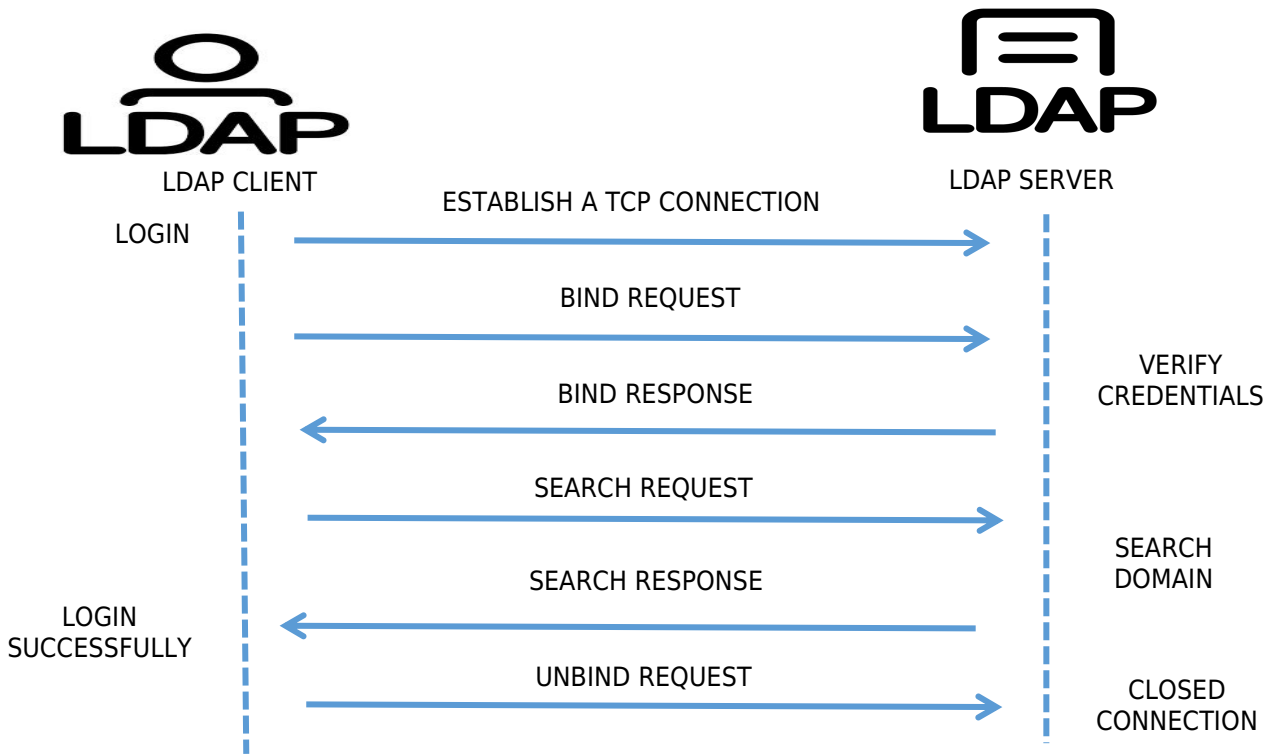 LDAP
LDAP
LDAP CLIENT
LDAP SERVER
ESTABLISH A TCP CONNECTION
LOGIN
BIND REQUEST
VERIFY
CREDENTIALS
BIND RESPONSE
SEARCH REQUEST
SEARCH
DOMAIN
SEARCH RESPONSE
LOGIN
SUCCESSFULLY
UNBIND REQUEST
CLOSED
CONNECTION